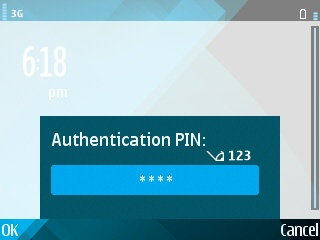 3G
6:18
pm
Authentication PIN:
123
****
OK Cancel